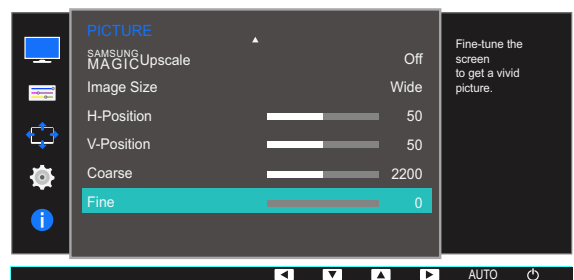 PICTURE
SAMSUNG
MAGICUpscale Off
Image Size Wide
H-Position 50
V-Position 50
Coarse 2200
Fine 0
Fine-tune the
screen
to get a vivid
picture.
AUTO